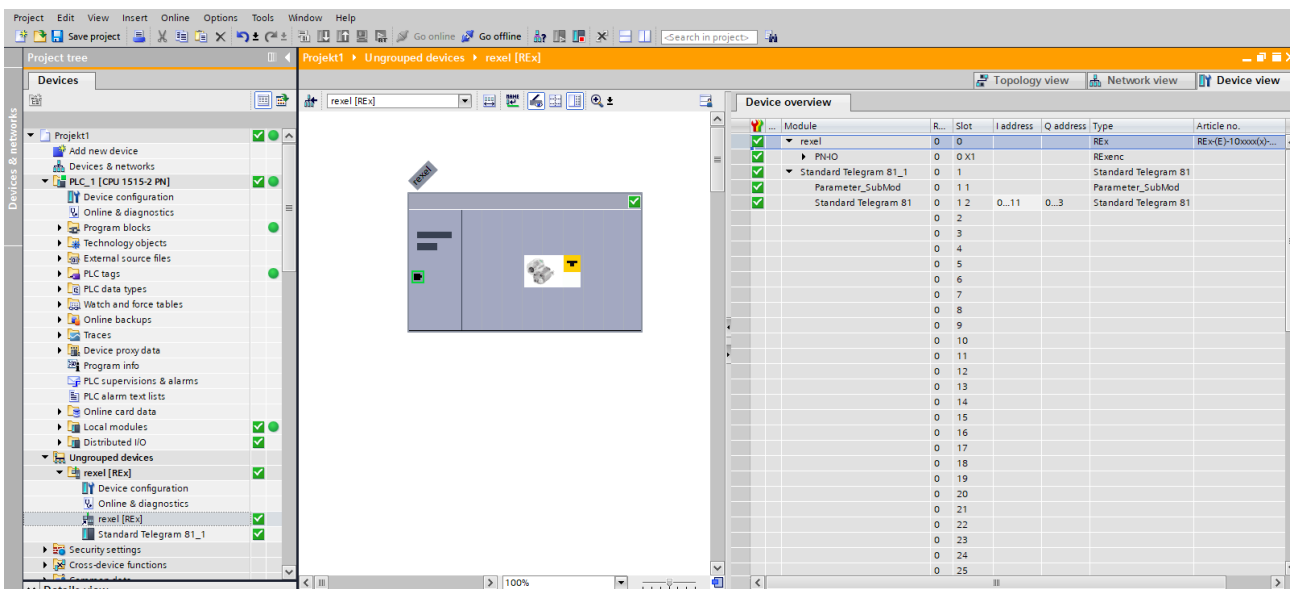 Project Edit View Insert Online Options Tools Window Help
Save project Go online Go offline <Search in project>
Project tree
Projekt1 Ungrouped devices rexel [REx]
Devices
Topology view Network view Device view
rexel [REx]
Device overview
Devices & networks
Projekt1
Add new device
Devices & networks
PLC_1 [CPU 1515-2 PN]
Device configuration
Online & diagnostics
Program blocks
Technology objects
External source files
PLC tags
PLC data types
Watch and force tables
Online backups
Traces
Device proxy data
Program info
PLC supervisions & alarms
PLC alarm text lists
Online card data
Local modules
Distributed I/O
Ungrouped devices
rexel [REx]
Device configuration
Online & diagnostics
rexel [REx]
Standard Telegram 81_1
Security settings
Cross-device functions
Common data
Details view
rexel
100%
... Module R... Slot I address Q address Type Article no.
rexel 0 0 REx REx-(E)-10xxxx(x)-...
PN-IO 0 0 X1 RExenc
Standard Telegram 81_1 0 1 Standard Telegram 81
Parameter_SubMod 0 1 1 Parameter_SubMod
Standard Telegram 81 0 1 2 0...11 0...3 Standard Telegram 81
0 2
0 3
0 4
0 5
0 6
0 7
0 8
0 9
0 10
0 11
0 12
0 13
0 14
0 15
0 16
0 17
0 18
0 19
0 20
0 21
0 22
0 23
0 24
0 25